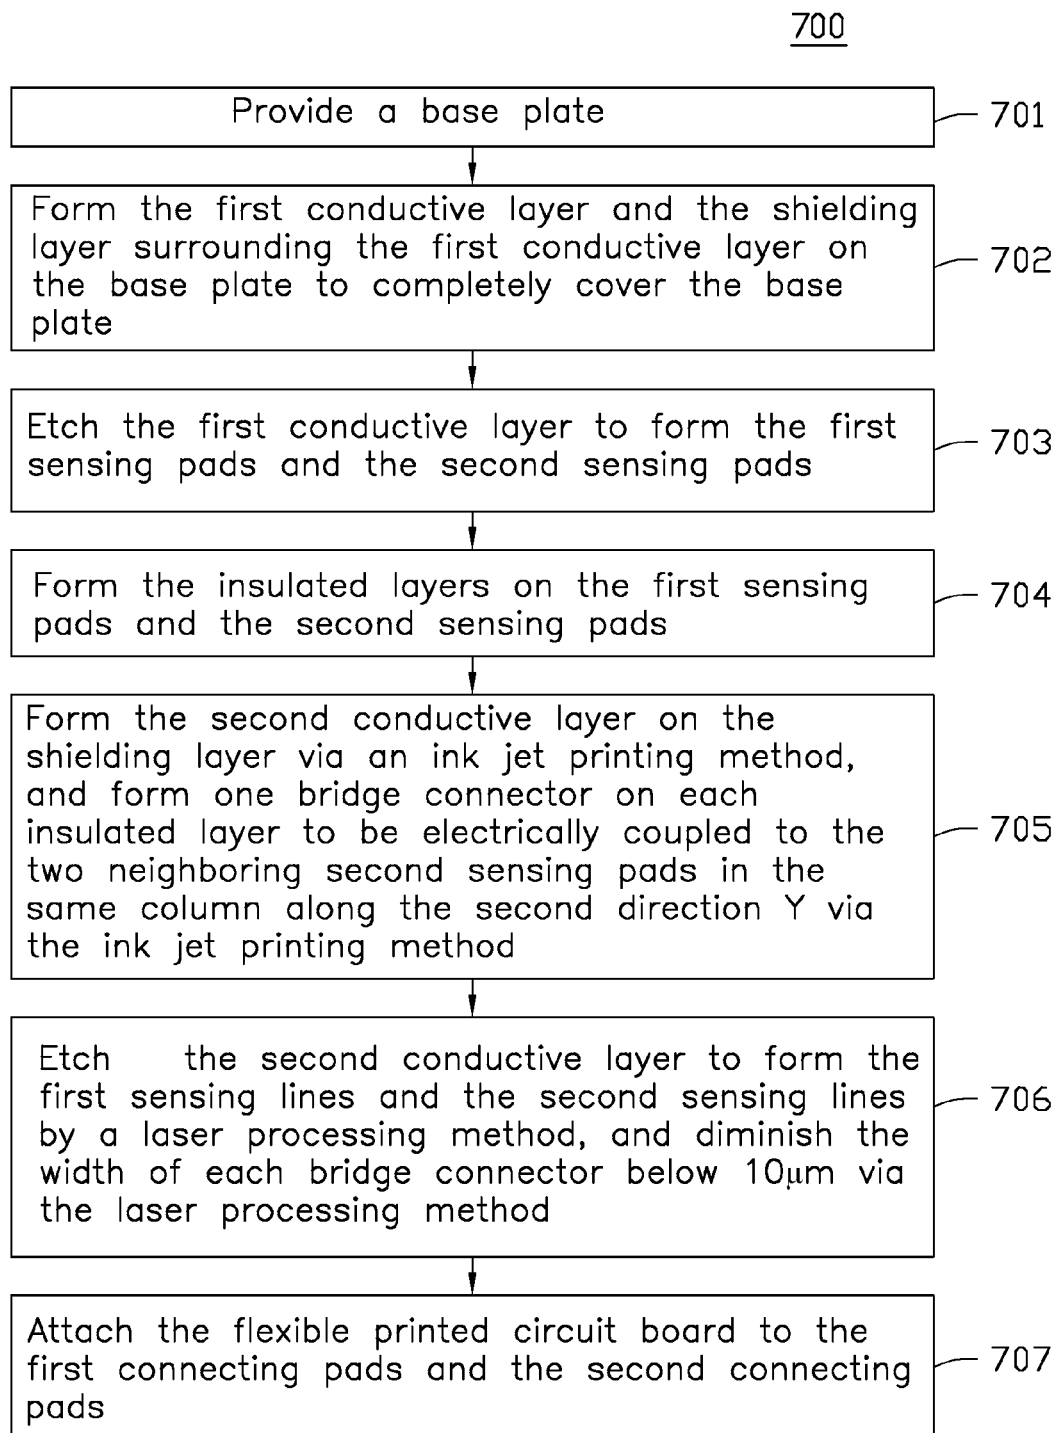 700
Provide a base plate
701
Form the first conductive layer and the shielding
layer surrounding the first conductive layer on
the base plate to completely cover the base
plate
702
Etch the first conductive layer to form the first
sensing pads and the second sensing pads
703
Form the insulated layers on the first sensing
pads and the second sensing pads
704
Form the second conductive layer on the
shielding layer via an ink jet printing method,
and form one bridge connector on each
insulated layer to be electrically coupled to the
two neighboring second sensing pads in the
same column along the second direction Y via
the ink jet printing method
705
Etch the second conductive layer to form the
first sensing lines and the second sensing lines
by a laser processing method, and diminish the
width of each bridge connector below 10μm via
the laser processing method
706
Attach the flexible printed circuit board to the
first connecting pads and the second connecting
pads
707